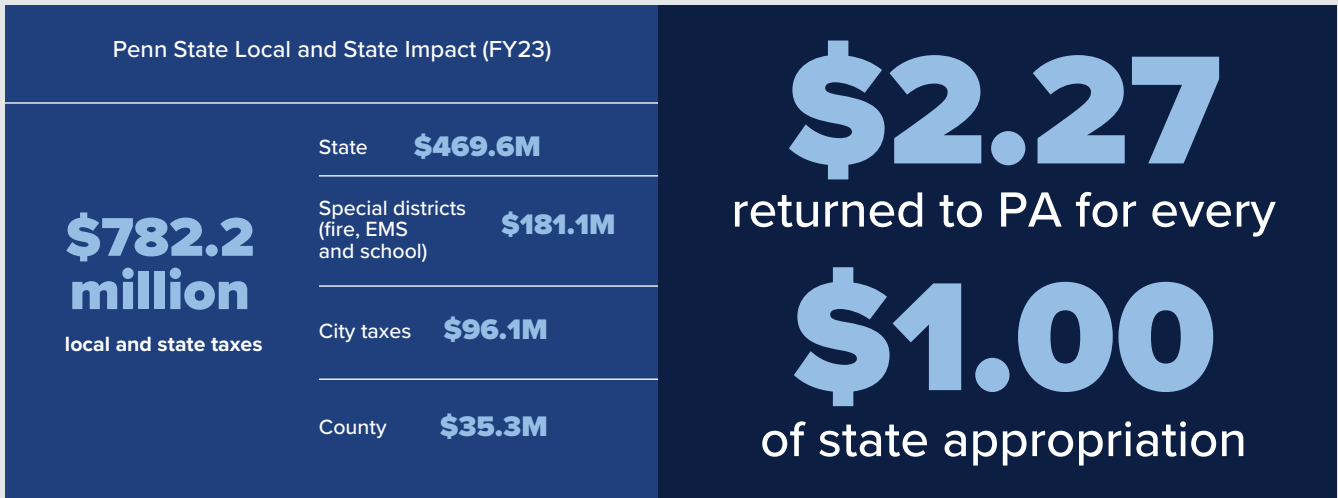 Penn State Local and State Impact (FY23)
$782.2
million
local and state taxes
State $469.6M
Special districts
(fire, EMS
and school)
$181.1M
City taxes $96.1M
County $35.3M
$2.27
returned to PA for every
$1.00
of state appropriation